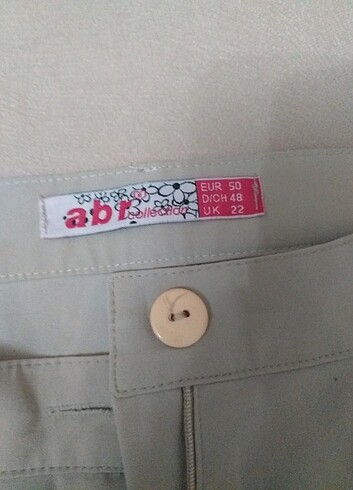 abr
collection
EUR 50
D/CH 48
UK 22